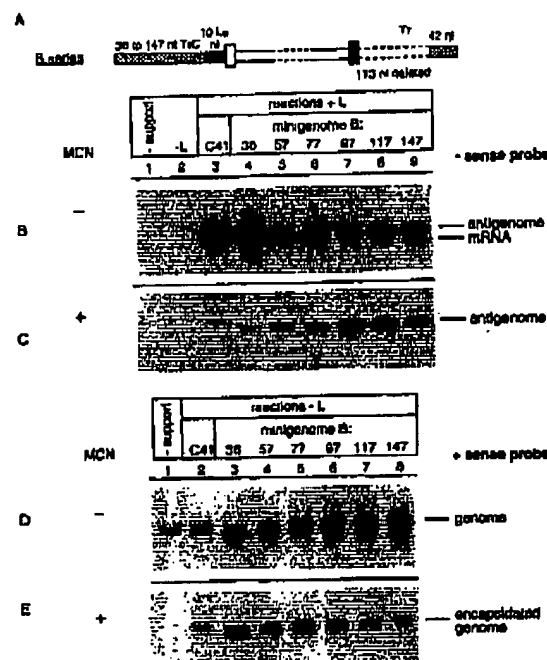 A
10 Le
nt
Tr
42 nt
B series
36 to 147 nt TrC
113 nt deleted
- support
reactions + L
minigenome B:
MCN
-L
C41 36 57 77 97 117 147
1 2 3 4 5 6 7 8 9
- sense probe
−
B
antigenome
mRNA
+
C
antigenome
- support
reactions - L
minigenome B:
MCN
C41 36 57 77 97 117 147
+ sense probe
1 2 3 4 5 6 7 8
−
D
genome
E
+
encapsidated
genome